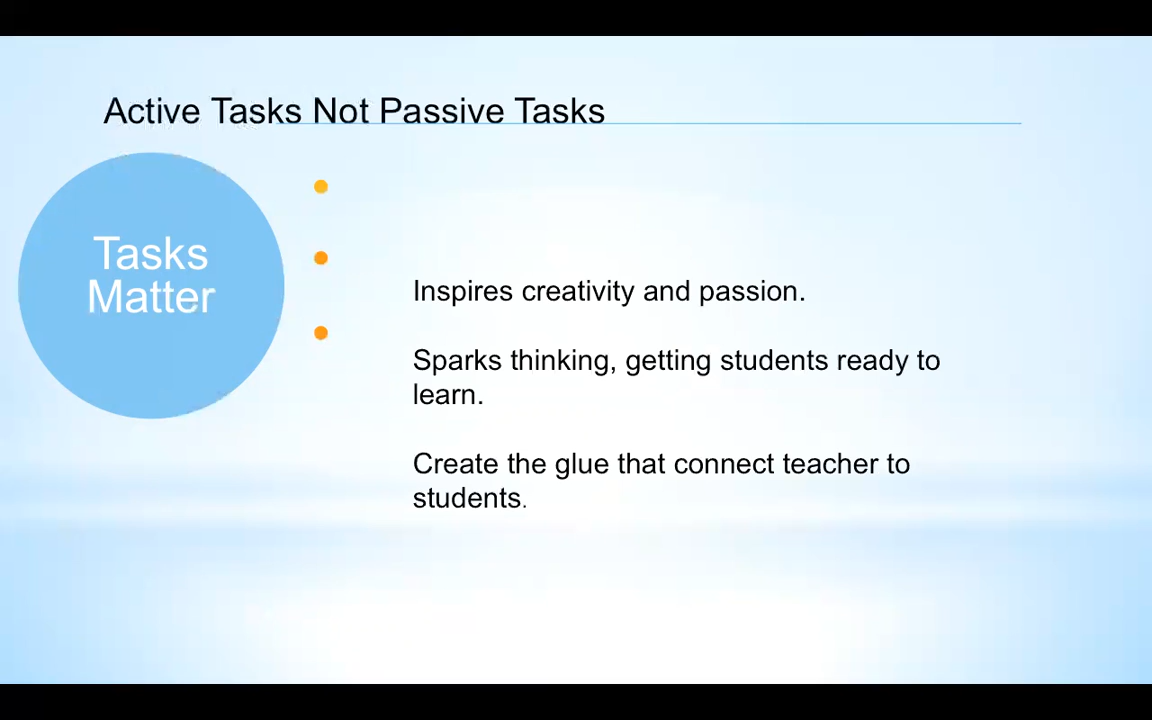 Active Tasks Not Passive Tasks
Tasks
Matter
Inspires creativity and passion.
Sparks thinking, getting students ready to
learn.
Create the glue that connect teacher to
students.